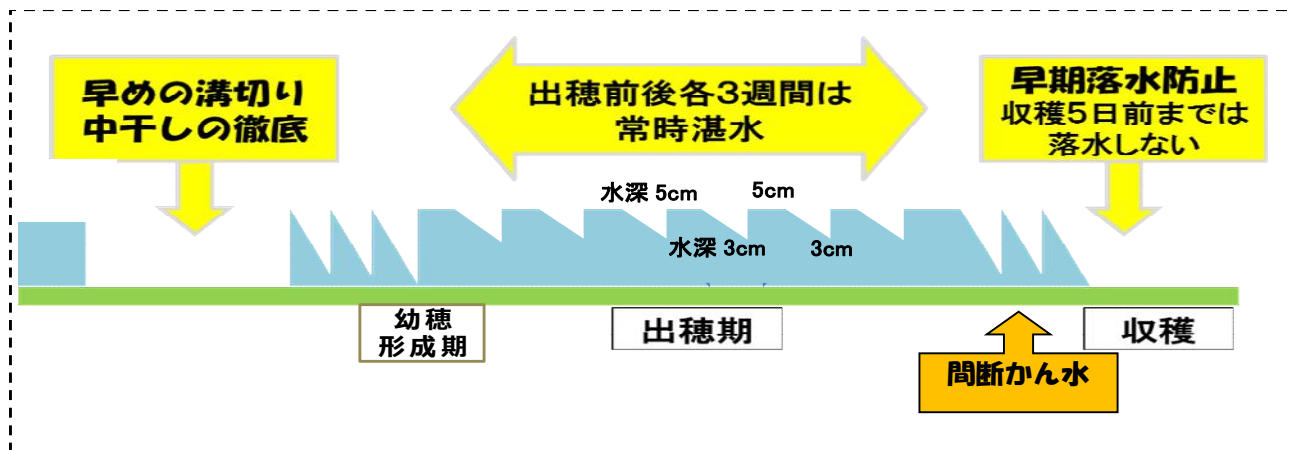 早めの溝切り
中干しの徹底
出穂前後各3週間は
常時湛水
早期落水防止
収穫5日前までは
落水しない
水深 5cm
5cm
水深 3cm
3cm
幼穂
形成期
出穂期
収穫
間断かん水